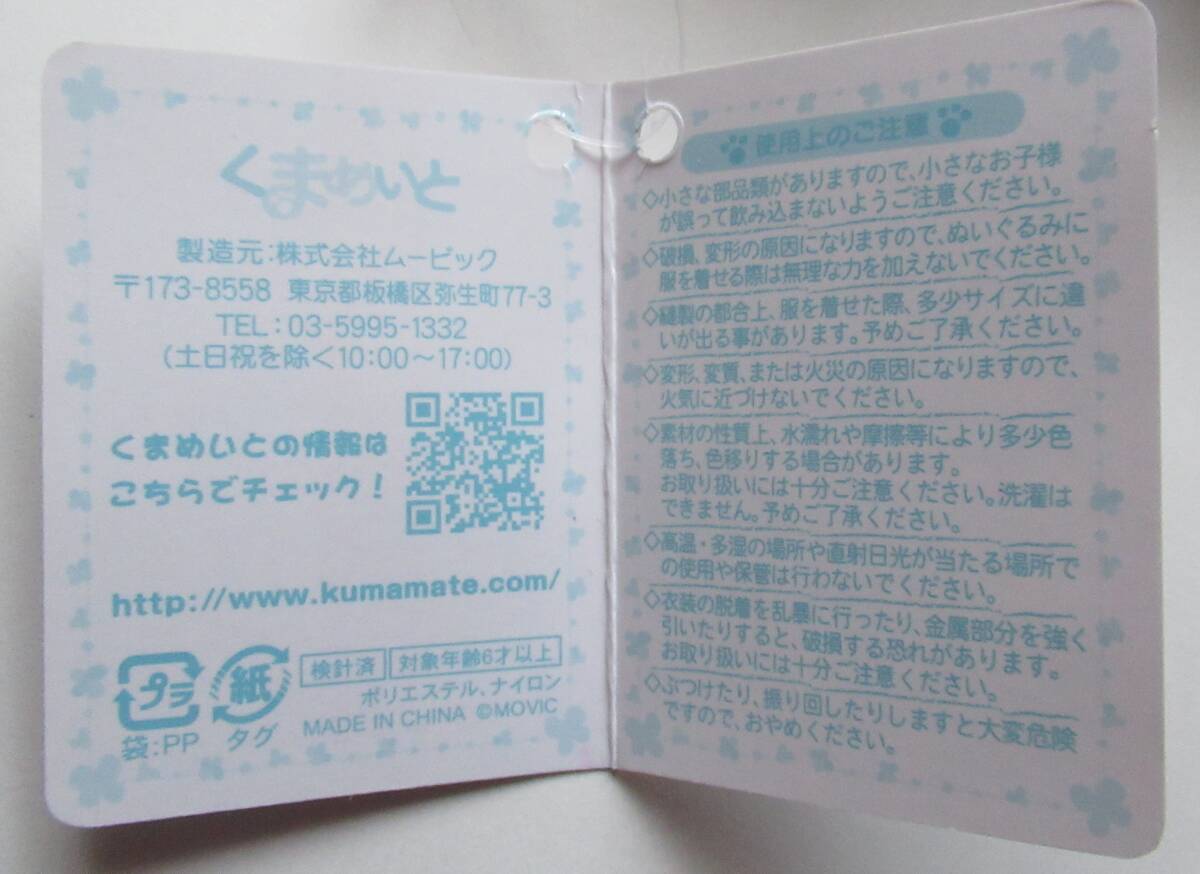 くまめいと
製造元:株式会社ムービック
〒173-8558 東京都板橋区弥生町77-3
TEL:03-5995-1332
(土日祝を除く10:00～17:00)
くまめいとの情報は
こちらでチェック!
http://www.kumamate.com/
プラ
袋:PP
紙
タグ
検針済
対象年齢6才以上
ポリエステル、ナイロン
MADE IN CHINA ©MOVIC
使用上のご注意
◇小さな部品類がありますので、小さなお子様
が誤って飲み込まないようご注意ください。
◇破損、変形の原因になりますので、ぬいぐるみに
服を着せる際は無理な力を加えないでください。
◇縫製の都合上、服を着せた際、多少サイズに違
いが出る事があります。予めご了承ください。
◇変形、変質、または火災の原因になりますので、
火気に近づけないでください。
◇素材の性質上、水濡れや摩擦等により多少色
落ち、色移りする場合があります。
お取り扱いには十分ご注意ください。洗濯は
できません。予めご了承ください。
◇高温・多湿の場所や直射日光が当たる場所で
の使用や保管は行わないでください。
◇衣装の脱着を乱暴に行ったり、金属部分を強く
引いたりすると、破損する恐れがあります。
お取り扱いには十分ご注意ください。
◇ぶつけたり、振り回したりしますと大変危険
ですので、おやめください。